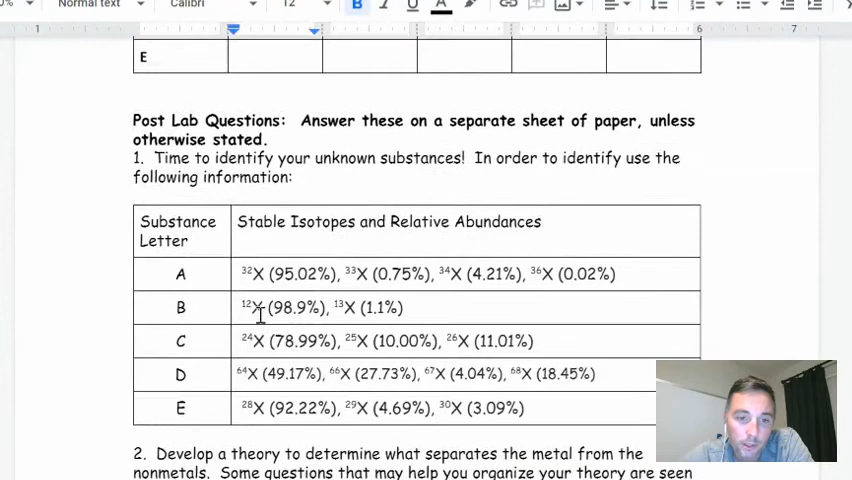 0%
Normal text
Calibri
12
B
I
U
A
1
6
7
E
Post Lab Questions: Answer these on a separate sheet of paper, unless
otherwise stated.
1. Time to identify your unknown substances! In order to identify use the
following information:
Substance
Letter
Stable Isotopes and Relative Abundances
A
³²X (95.02%), ³³X (0.75%), ³⁴X (4.21%), ³⁶X (0.02%)
B
¹²X (98.9%), ¹³X (1.1%)
C
²⁴X (78.99%), ²⁵X (10.00%), ²⁶X (11.01%)
D
⁶⁴X (49.17%), ⁶⁶X (27.73%), ⁶⁷X (4.04%), ⁶⁸X (18.45%)
E
²⁸X (92.22%), ²⁹X (4.69%), ³⁰X (3.09%)
2. Develop a theory to determine what separates the metal from the
nonmetals. Some questions that may help you organize your theory are seen